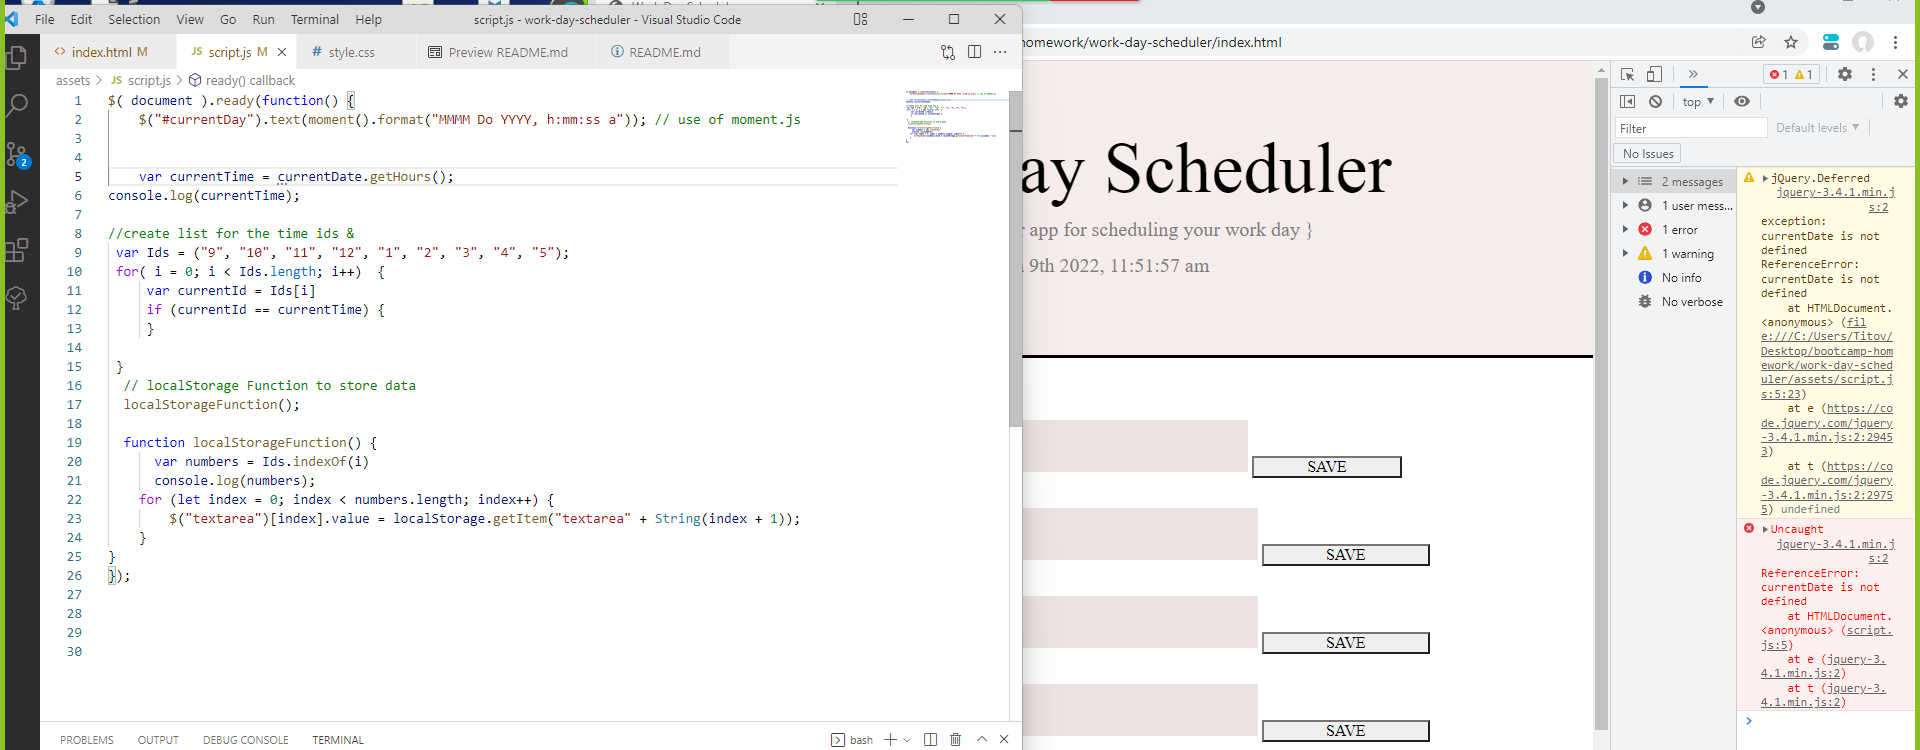 File Edit Selection View Go Run Terminal Help script.js - work-day-scheduler - Visual Studio Code
index.html M JS script.js M # style.css Preview README.md README.md
assets > JS script.js > ready() callback
1 $( document ).ready(function() {
2 $("#currentDay").text(moment().format("MMMM Do YYYY, h:mm:ss a")); // use of moment.js
3
4
5 var currentTime = currentDate.getHours();
6 console.log(currentTime);
7
8 //create list for the time ids &
9 var Ids = ("9", "10", "11", "12", "1", "2", "3", "4", "5");
10 for( i = 0; i < Ids.length; i++) {
11 var currentId = Ids[i]
12 if (currentId == currentTime) {
13 }
14
15 }
16 // localStorage Function to store data
17 localStorageFunction();
18
19 function localStorageFunction() {
20 var numbers = Ids.indexOf(i)
21 console.log(numbers);
22 for (let index = 0; index < numbers.length; index++) {
23 $("textarea")[index].value = localStorage.getItem("textarea" + String(index + 1));
24 }
25 }
26 });
27
28
29
30
2
PROBLEMS OUTPUT DEBUG CONSOLE TERMINAL bash
homework/work-day-scheduler/index.html
ay Scheduler
r app for scheduling your work day }
9th 2022, 11:51:57 am
SAVE
SAVE
SAVE
SAVE
1 1
top
Filter Default levels
No Issues
2 messages
1 user mess...
1 error
1 warning
No info
No verbose
jQuery.Deferred
jquery-3.4.1.min.j
s:2
exception:
currentDate is not
defined
ReferenceError:
currentDate is not
defined
at HTMLDocument.
<anonymous> (fil
e:///C:/Users/Titov/
Desktop/bootcamp-hom
ework/work-day-sched
uler/assets/script.j
s:5:23)
at e (https://co
de.jquery.com/jquery
-3.4.1.min.js:2:2945
3)
at t (https://co
de.jquery.com/jquery
-3.4.1.min.js:2:2975
5) undefined
Uncaught
jquery-3.4.1.min.j
s:2
ReferenceError:
currentDate is not
defined
at HTMLDocument.
<anonymous> (script.
js:5)
at e (jquery-3.
4.1.min.js:2)
at t (jquery-3.
4.1.min.js:2)